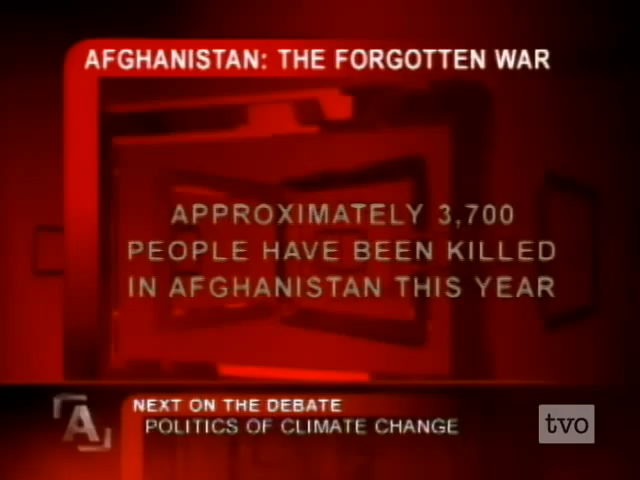 AFGHANISTAN: THE FORGOTTEN WAR
APPROXIMATELY 3,700
PEOPLE HAVE BEEN KILLED
IN AFGHANISTAN THIS YEAR
NEXT ON THE DEBATE
POLITICS OF CLIMATE CHANGE
A
tvo